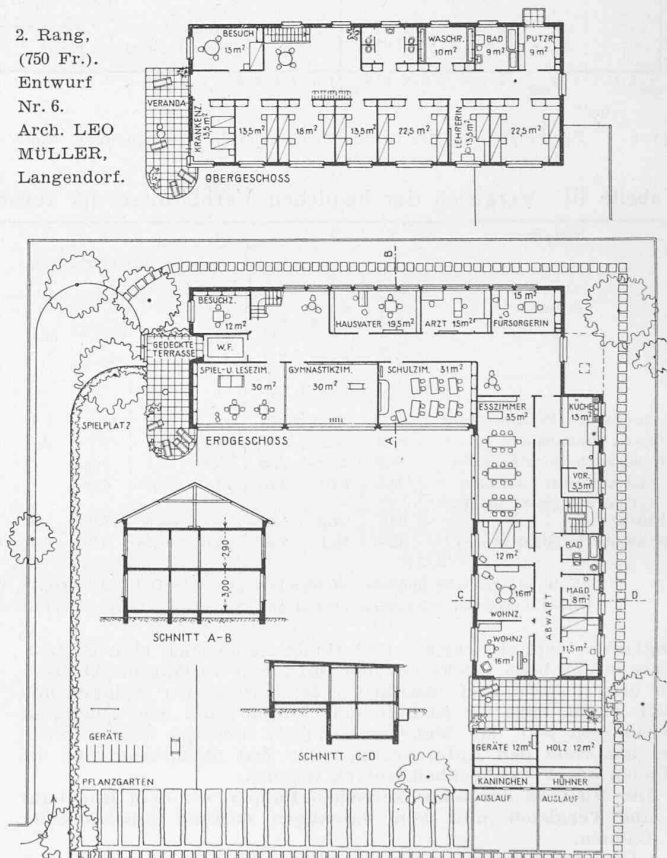 2. Rang,
(750 Fr.).
Entwurf
Nr. 6.
Arch. LEO
MÜLLER,
Langendorf.
BESUCH
15 m²
WASCHR.
10 m²
BAD
9 m²
PUTZR.
9 m²
VERANDA
KRANKENZ.
13,5 m²
13,5 m²
18 m²
13,5 m²
22,5 m²
LEHRERIN
13,5 m²
22,5 m²
OBERGESCHOSS
B
BESUCHZ.
12 m²
HAUSVATER 19,5 m²
ARZT 15 m²
15 m²
FÜRSORGERIN
GEDECKTE
TERRASSE
W.F.
SPIEL-U. LESEZIM.
30 m²
GYMNASTIKZIM.
30 m²
SCHULZIM. 31 m²
SPIELPLATZ
ERDGESCHOSS
A
ESSZIMMER
35 m²
KÜCHE
13 m²
VOR.
3,5 m²
12 m²
BAD
2,90
3,00
SCHNITT A-B
C
16 m²
WOHNZ.
ABWART
MAGD
8 m²
D
WOHNZ
16 m²
11,5 m²
SCHNITT C-D
GERÄTE
GERÄTE 12 m²
HOLZ 12 m²
KANINCHEN
HÜHNER
PFLANZGARTEN
AUSLAUF
AUSLAUF